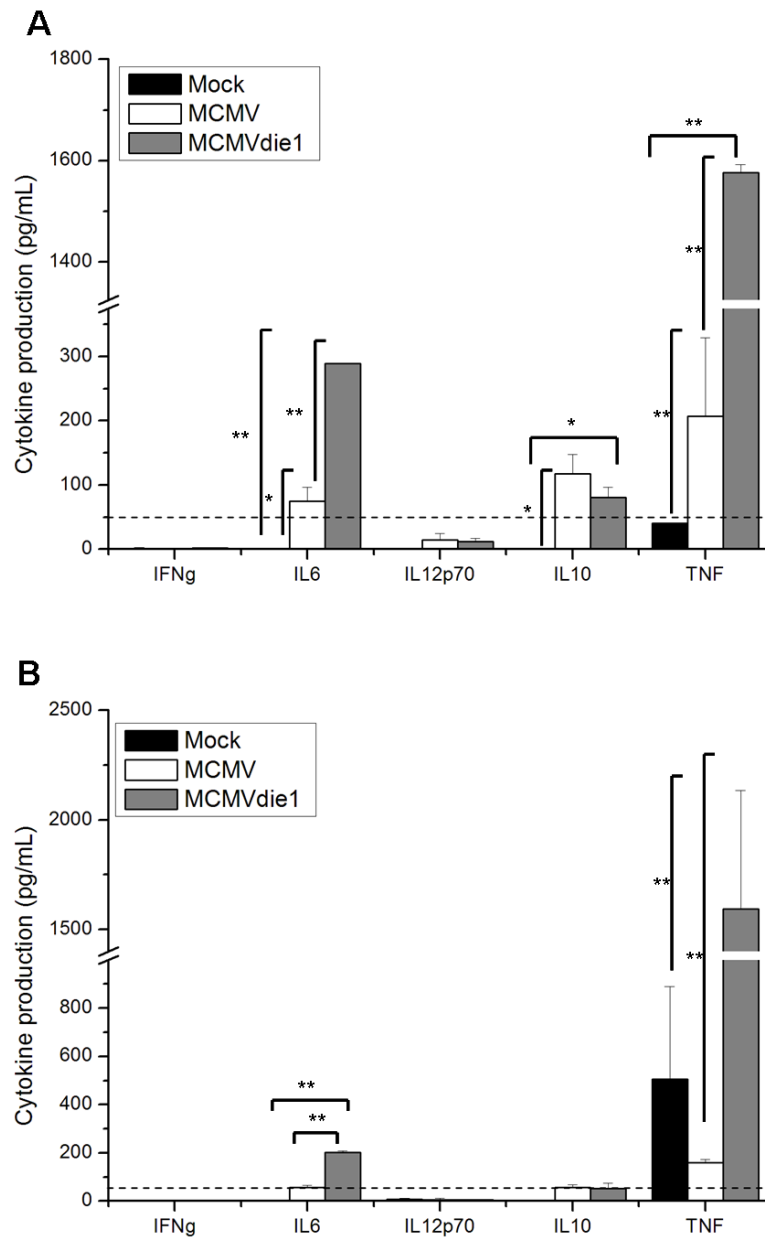 A
Cytokine production (pg/mL)
1800
1600
1400
300
200
100
0
Mock
MCMV
MCMVdie1
**
**
*
*
*
**
**
**
IFNg IL6 IL12p70 IL10 TNF
B
Cytokine production (pg/mL)
2500
2000
1500
800
600
400
200
0
Mock
MCMV
MCMVdie1
**
**
**
**
IFNg IL6 IL12p70 IL10 TNF